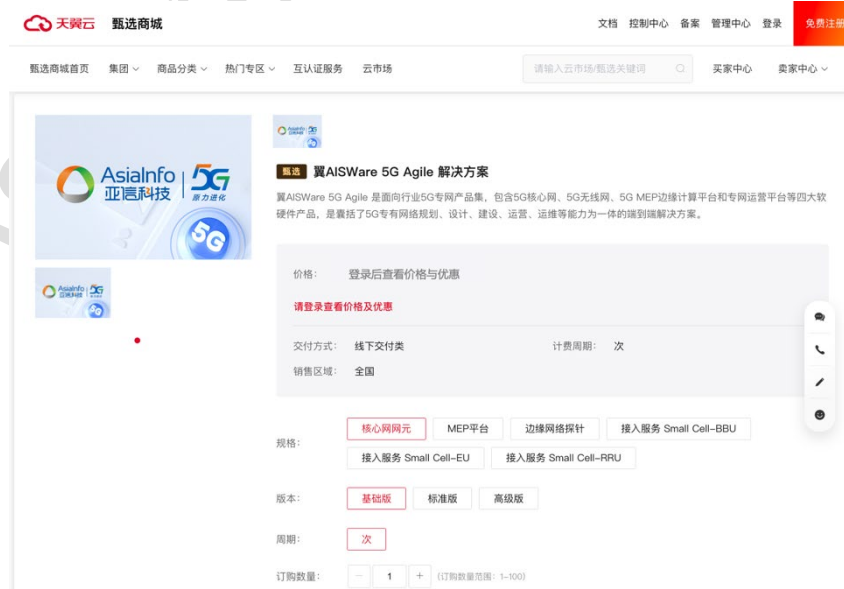 天翼云 甄选商城 文档 控制中心 备案 管理中心 登录 免费注册
甄选商城首页 集团 商品分类 热门专区 互认证服务 云市场 请输入云市场/甄选关键词 买家中心 卖家中心
AsiaInfo 亚信科技 5G 原力进化
5G
AsiaInfo 亚信科技 5G
甄选 翼AISWare 5G Agile 解决方案
翼AISWare 5G Agile 是面向行业5G专网产品集，包含5G核心网、5G无线网、5G MEP边缘计算平台和专网运营平台等四大软
硬件产品，是囊括了5G专有网络规划、设计、建设、运营、运维等能力为一体的端到端解决方案。
价格： 登录后查看价格与优惠
请登录查看价格及优惠
交付方式： 线下交付类 计费周期： 次
销售区域： 全国
规格： 核心网网元 MEP平台 边缘网络探针 接入服务 Small Cell-BBU
接入服务 Small Cell-EU 接入服务 Small Cell-RRU
版本： 基础版 标准版 高级版
周期： 次
订购数量： － 1 ＋ (订购数量范围：1-100)